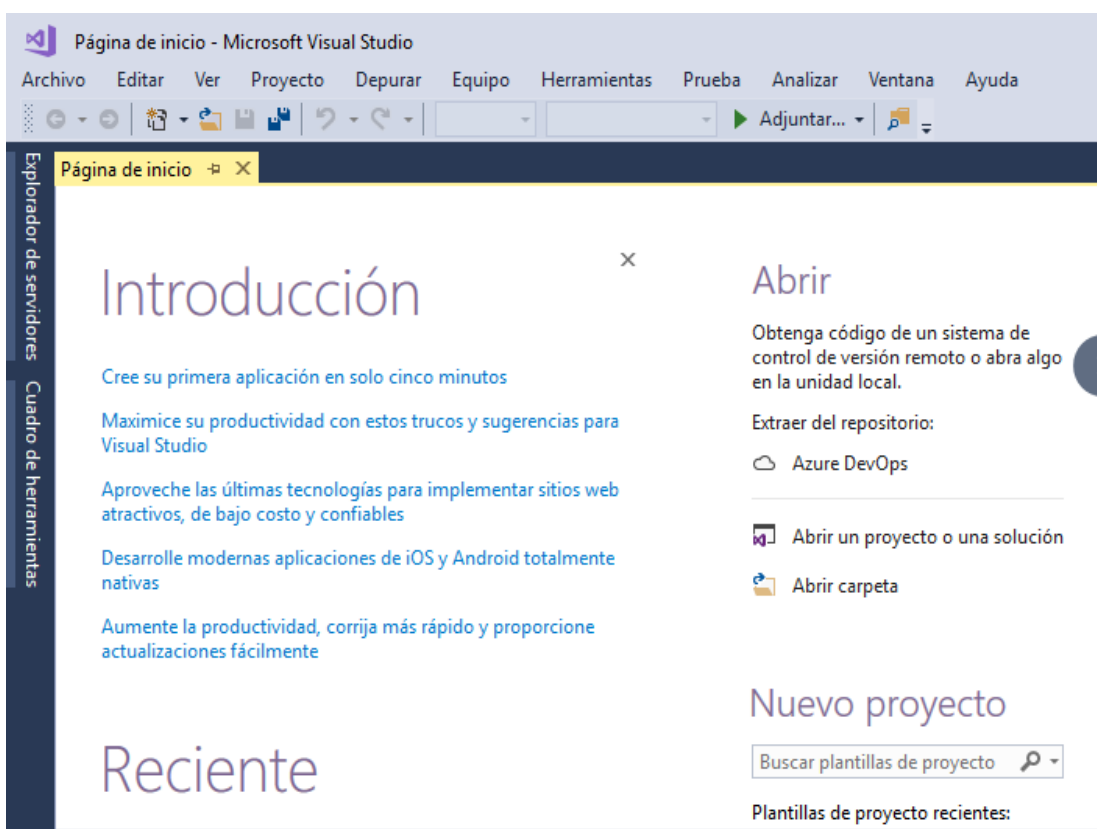 Página de inicio - Microsoft Visual Studio
Archivo Editar Ver Proyecto Depurar Equipo Herramientas Prueba Analizar Ventana Ayuda
Adjuntar...
Explorador de servidores
Cuadro de herramientas
Página de inicio
Introducción
Cree su primera aplicación en solo cinco minutos
Maximice su productividad con estos trucos y sugerencias para
Visual Studio
Aproveche las últimas tecnologías para implementar sitios web
atractivos, de bajo costo y confiables
Desarrolle modernas aplicaciones de iOS y Android totalmente
nativas
Aumente la productividad, corrija más rápido y proporcione
actualizaciones fácilmente
Reciente
Abrir
Obtenga código de un sistema de
control de versión remoto o abra algo
en la unidad local.
Extraer del repositorio:
Azure DevOps
Abrir un proyecto o una solución
Abrir carpeta
Nuevo proyecto
Buscar plantillas de proyecto
Plantillas de proyecto recientes: